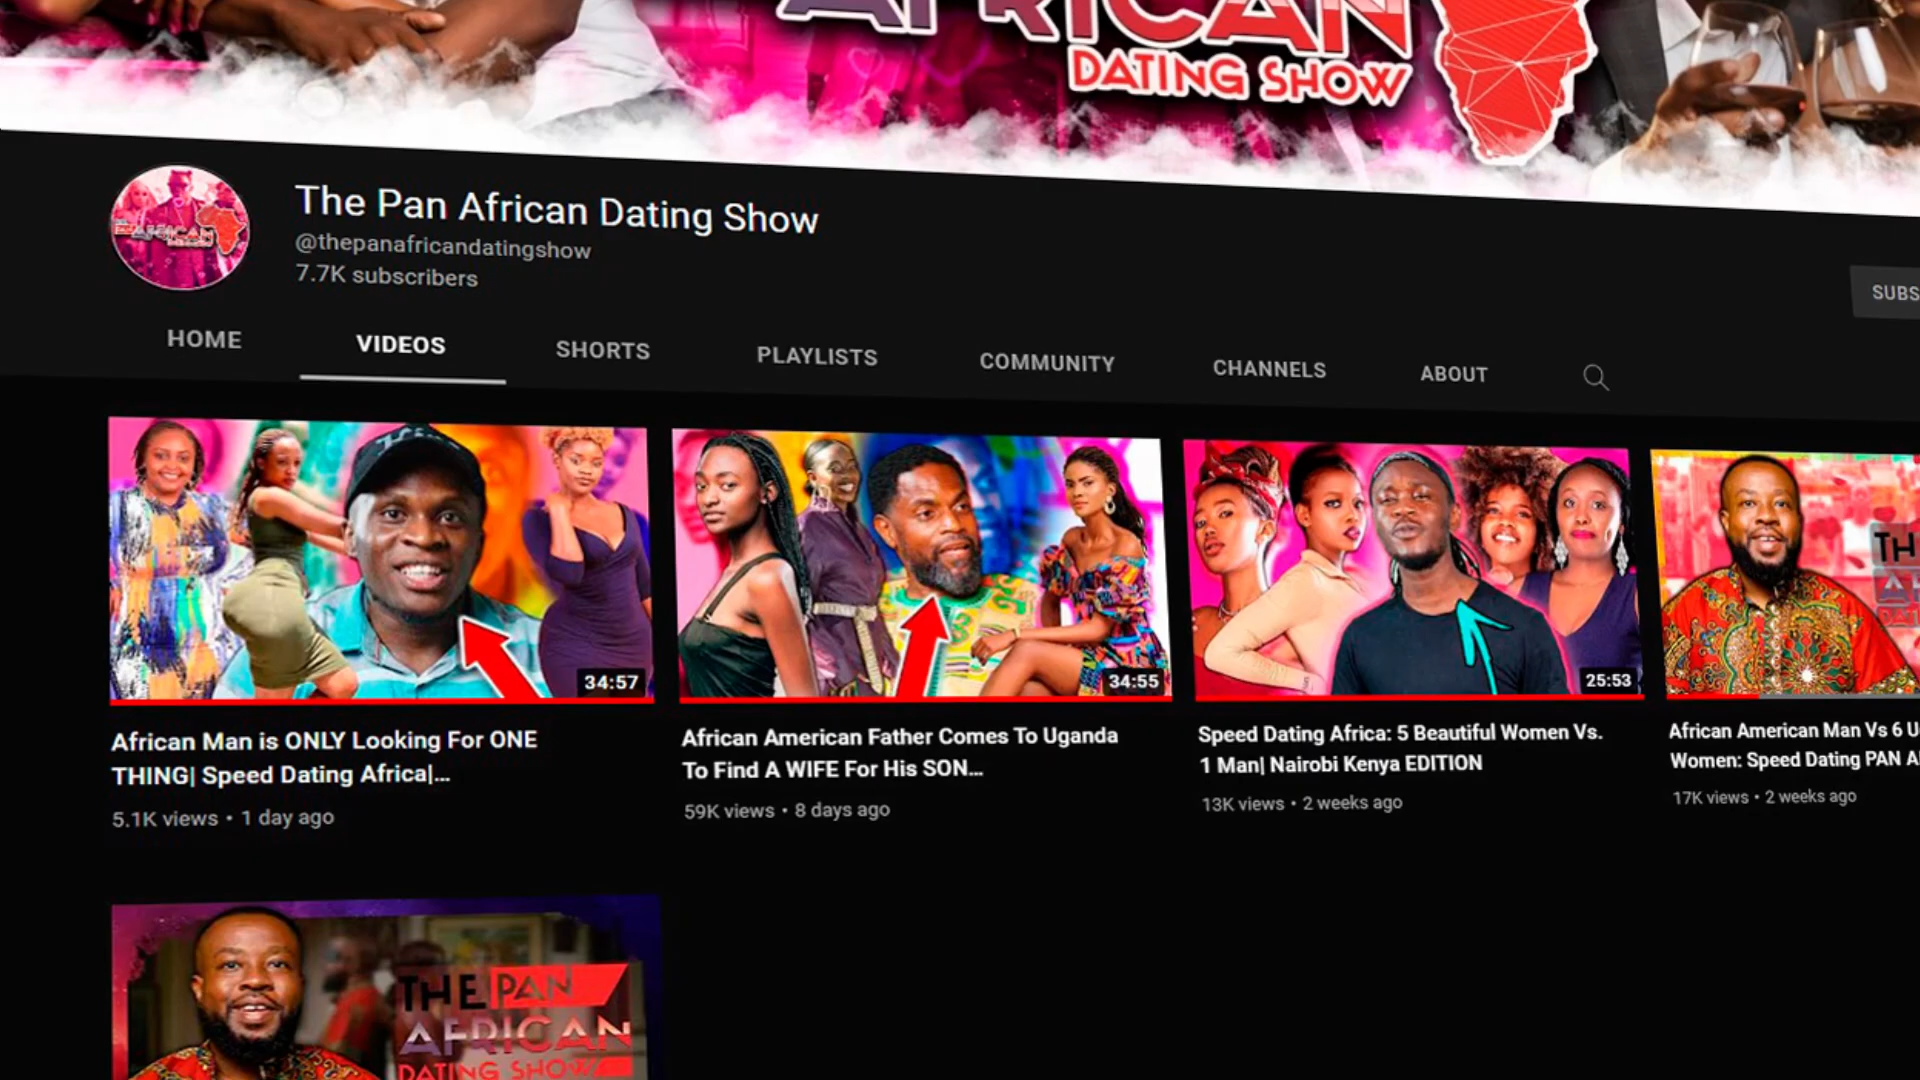 AFRICAN
DATING SHOW
The Pan African Dating Show
@thepanafricandatingshow
7.7K subscribers
SUBS
HOME
VIDEOS
SHORTS
PLAYLISTS
COMMUNITY
CHANNELS
ABOUT
34:57
34:55
25:53
TH
African Man is ONLY Looking For ONE
THING| Speed Dating Africa|...
5.1K views • 1 day ago
African American Father Comes To Uganda
To Find A WIFE For His SON...
59K views • 8 days ago
Speed Dating Africa: 5 Beautiful Women Vs.
1 Man| Nairobi Kenya EDITION
13K views • 2 weeks ago
African American Man Vs 6 U
Women: Speed Dating PAN A
17K views • 2 weeks ago
THE PAN
AFRICAN
DATING SHOW